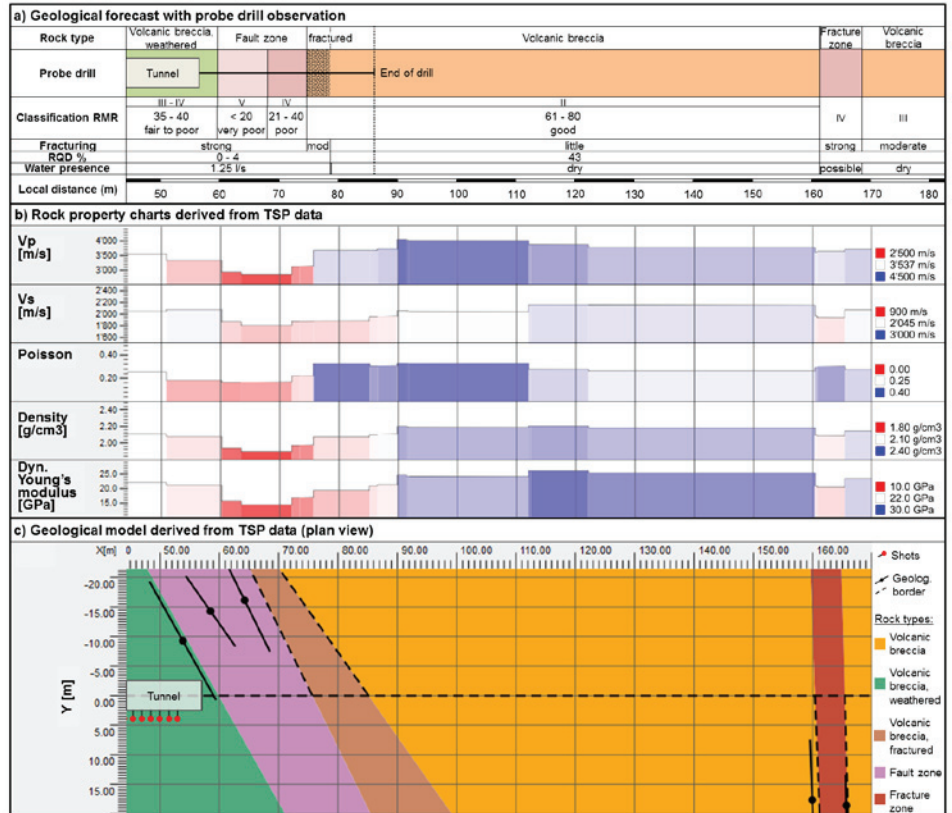 a) Geological forecast with probe drill observation
Rock type
Volcanic breccia, weathered
Fault zone
fractured
Volcanic breccia
Fracture zone
Volcanic breccia
Probe drill
Tunnel
End of drill
Classification RMR
III - IV
35 - 40
fair to poor
V
< 20
very poor
IV
21 - 40
poor
II
61 - 80
good
IV
III
Fracturing strong mod little strong moderate
RQD % 0 - 4 43
Water presence 1.25 l/s dry possible dry
Local distance (m) 50 60 70 80 90 100 110 120 130 140 150 160 170 180
b) Rock property charts derived from TSP data
Vp
[m/s]
4'000
3'500
3'000
2'500 m/s
3'537 m/s
4'500 m/s
Vs
[m/s]
2'400
2'200
2'000
1'800
1'600
900 m/s
2'045 m/s
3'000 m/s
Poisson
0.40
0.20
0.00
0.25
0.40
Density
[g/cm3]
2.40
2.20
2.00
1.80 g/cm3
2.10 g/cm3
2.40 g/cm3
Dyn.
Young's
modulus
[GPa]
25.0
20.0
15.0
10.0 GPa
22.0 GPa
30.0 GPa
c) Geological model derived from TSP data (plan view)
X[m] 0 50.00 60.00 70.00 80.00 90.00 100.00 110.00 120.00 130.00 140.00 150.00 160.00
Y [m]
-20.00
-15.00
-10.00
-5.00
0.00
5.00
10.00
15.00
Tunnel
Shots
Geolog.
border
Rock types:
Volcanic
breccia
Volcanic
breccia,
weathered
Volcanic
breccia,
fractured
Fault zone
Fracture
zone